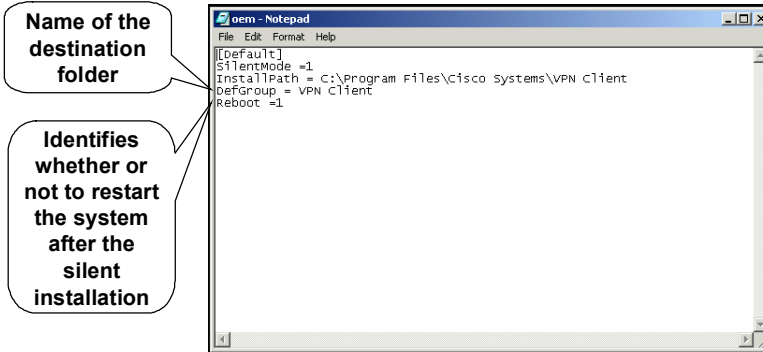 Name of the
destination
folder
Identifies
whether or
not to restart
the system
after the
silent
installation
oem - Notepad
File Edit Format Help
[Default]
SilentMode =1
InstallPath = C:\Program Files\Cisco Systems\VPN Client
DefGroup = VPN Client
Reboot =1